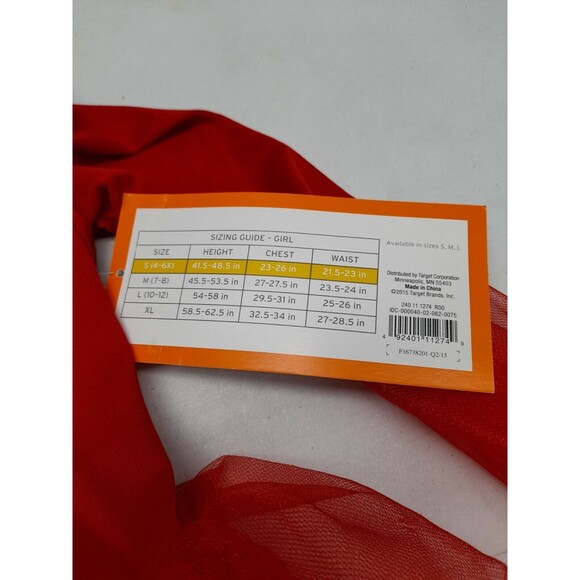 SIZING GUIDE - GIRL
SIZE HEIGHT CHEST WAIST
S (4-6X) 41.5-48.5 in 23-26 in 21.5-23 in
M (7-8) 45.5-53.5 in 27-27.5 in 23.5-24 in
L (10-12) 54-58 in 29.5-31 in 25-26 in
XL 58.5-62.5 in 32.5-34 in 27-28.5 in
Available in sizes S, M, L
Distributed by Target Corporation
Minneapolis, MN 55403
Made in China
©2015 Target Brands, Inc.
240 11 1274 R00
IDC-000040-02-062-0075
4 92401 11274 9
F16738201-Q2/15